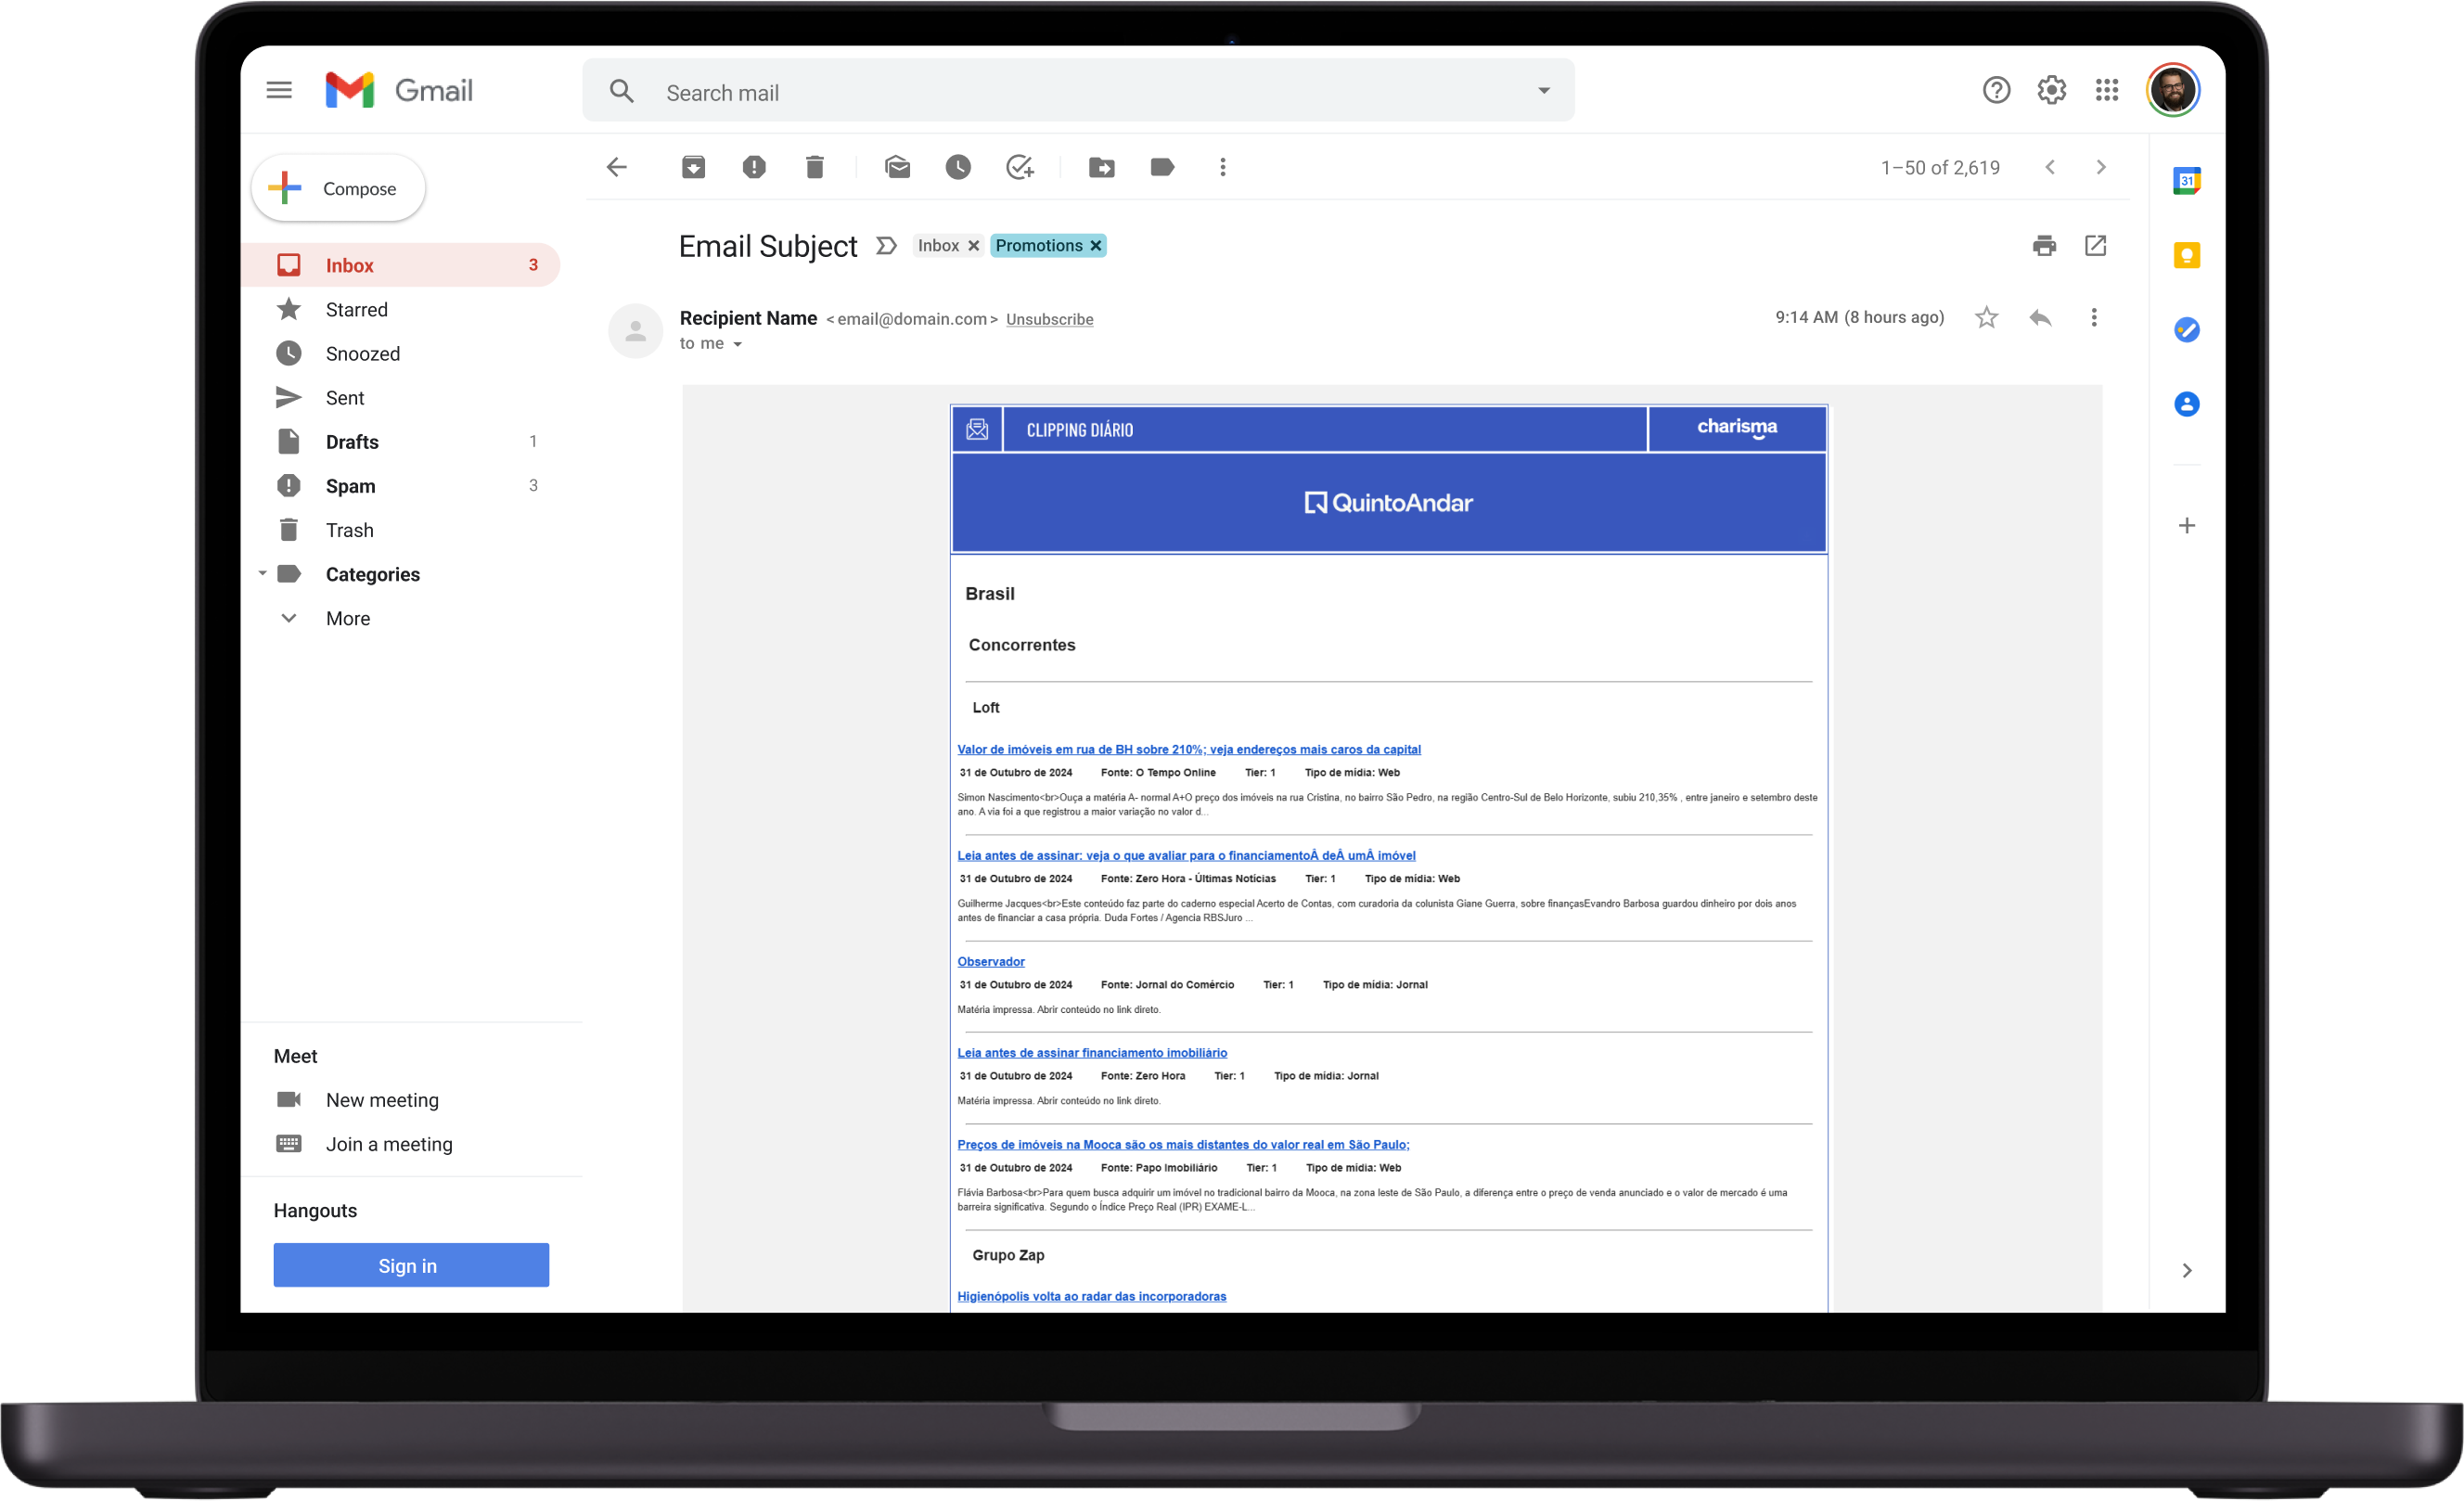 Gmail
Search mail
Compose
1–50 of 2,619
31
Email Subject
Inbox ×
Promotions ×
Inbox 3
Starred
Snoozed
Sent
Drafts 1
Spam 3
Trash
Categories
More
Recipient Name <email@domain.com> Unsubscribe
9:14 AM (8 hours ago)
to me
CLIPPING DIÁRIO
charisma
QuintoAndar
Brasil
Concorrentes
Loft
Valor de imóveis em rua de BH sobre 210%; veja endereços mais caros da capital
31 de Outubro de 2024 Fonte: O Tempo Online Tier: 1 Tipo de mídia: Web
Simon Nascimento<br>Ouça a matéria A- normal A+O preço dos imóveis na rua Cristina, no bairro São Pedro, na região Centro-Sul de Belo Horizonte, subiu 210,35% , entre janeiro e setembro deste
ano. A via foi a que registrou a maior variação no valor d...
Leia antes de assinar: veja o que avaliar para o financiamentoÂ deÂ umÂ imóvel
31 de Outubro de 2024 Fonte: Zero Hora - Últimas Notícias Tier: 1 Tipo de mídia: Web
Guilherme Jacques<br>Este conteúdo faz parte do caderno especial Acerto de Contas, com curadoria da colunista Giane Guerra, sobre finançasEvandro Barbosa guardou dinheiro por dois anos
antes de financiar a casa própria. Duda Fortes / Agencia RBSJuro ...
Observador
31 de Outubro de 2024 Fonte: Jornal do Comércio Tier: 1 Tipo de mídia: Jornal
Matéria impressa. Abrir conteúdo no link direto.
Leia antes de assinar financiamento imobiliário
31 de Outubro de 2024 Fonte: Zero Hora Tier: 1 Tipo de mídia: Jornal
Matéria impressa. Abrir conteúdo no link direto.
Preços de imóveis na Mooca são os mais distantes do valor real em São Paulo;
31 de Outubro de 2024 Fonte: Papo Imobiliário Tier: 1 Tipo de mídia: Web
Flávia Barbosa<br>Para quem busca adquirir um imóvel no tradicional bairro da Mooca, na zona leste de São Paulo, a diferença entre o preço de venda anunciado e o valor de mercado é uma
barreira significativa. Segundo o Índice Preço Real (IPR) EXAME-L...
Grupo Zap
Higienópolis volta ao radar das incorporadoras
Meet
New meeting
Join a meeting
Hangouts
Sign in